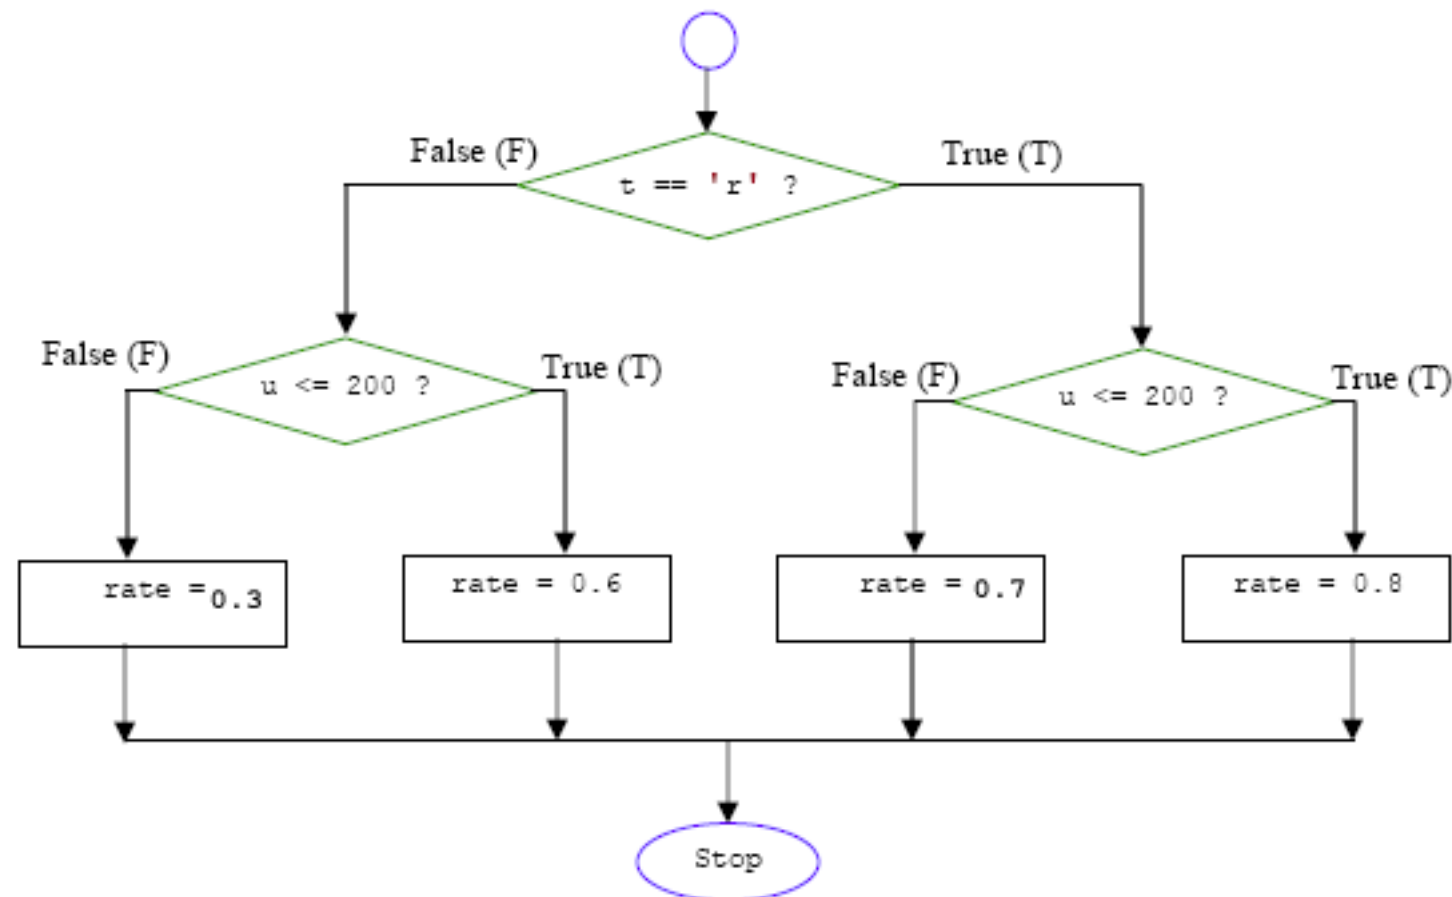 False (F)
True (T)
t == 'r' ?
False (F)
u <= 200 ?
True (T)
False (F)
u <= 200 ?
True (T)
rate = 0.3
rate = 0.6
rate = 0.7
rate = 0.8
Stop